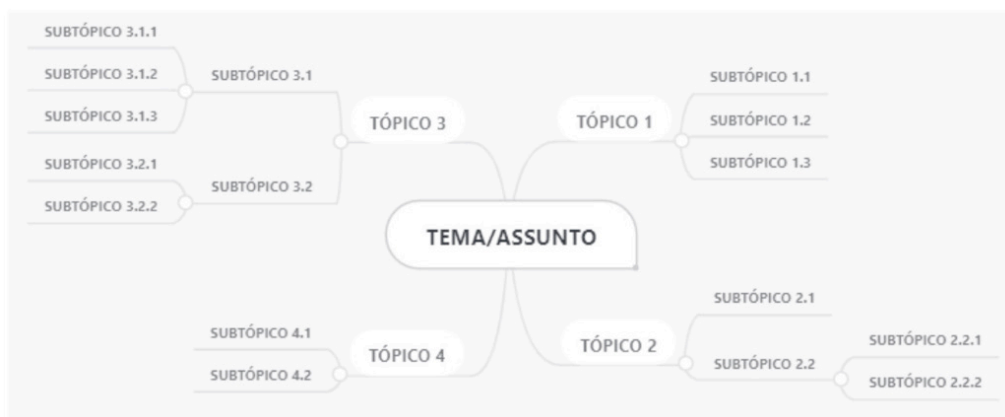 TEMA/ASSUNTO
TÓPICO 1
SUBTÓPICO 1.1
SUBTÓPICO 1.2
SUBTÓPICO 1.3
TÓPICO 2
SUBTÓPICO 2.1
SUBTÓPICO 2.2
SUBTÓPICO 2.2.1
SUBTÓPICO 2.2.2
TÓPICO 3
SUBTÓPICO 3.1
SUBTÓPICO 3.1.1
SUBTÓPICO 3.1.2
SUBTÓPICO 3.1.3
SUBTÓPICO 3.2
SUBTÓPICO 3.2.1
SUBTÓPICO 3.2.2
TÓPICO 4
SUBTÓPICO 4.1
SUBTÓPICO 4.2